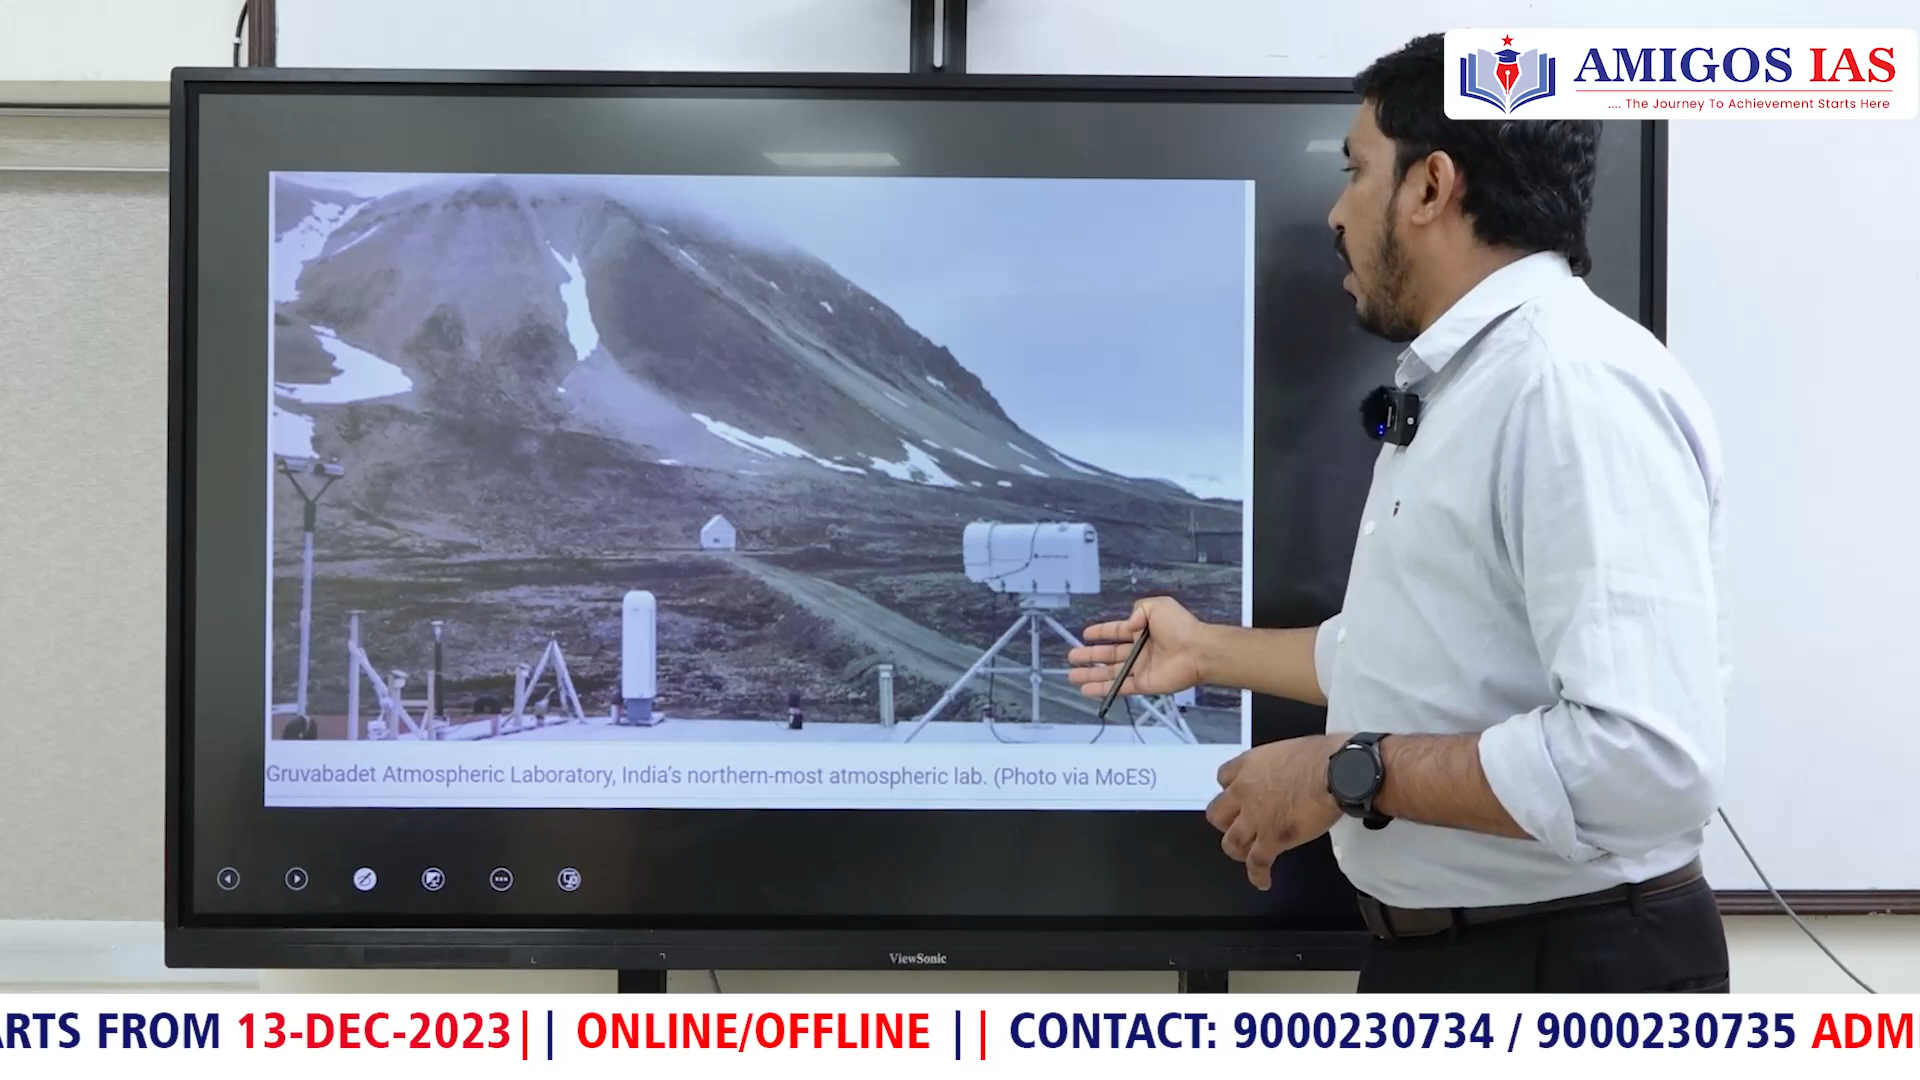 AMIGOS IAS
.... The Journey To Achievement Starts Here
Gruvabadet Atmospheric Laboratory, India's northern-most atmospheric lab. (Photo via MoES)
ViewSonic
ARTS FROM 13-DEC-2023|| ONLINE/OFFLINE || CONTACT: 9000230734 / 9000230735 ADM